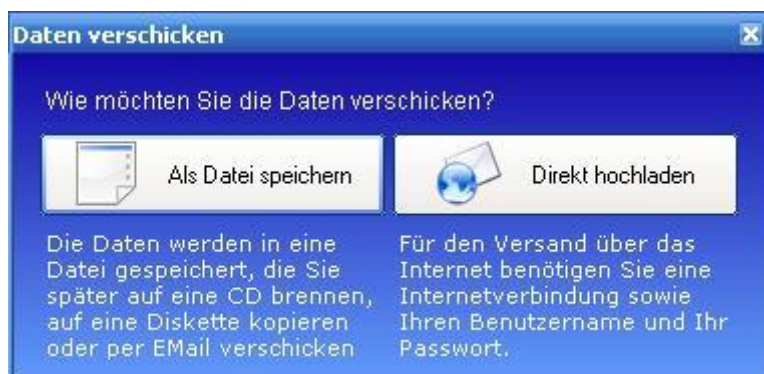 Daten verschicken
Wie möchten Sie die Daten verschicken?
Als Datei speichern
Direkt hochladen
Die Daten werden in eine
Datei gespeichert, die Sie
später auf eine CD brennen,
auf eine Diskette kopieren
oder per EMail verschicken
Für den Versand über das
Internet benötigen Sie eine
Internetverbindung sowie
Ihren Benutzername und Ihr
Passwort.